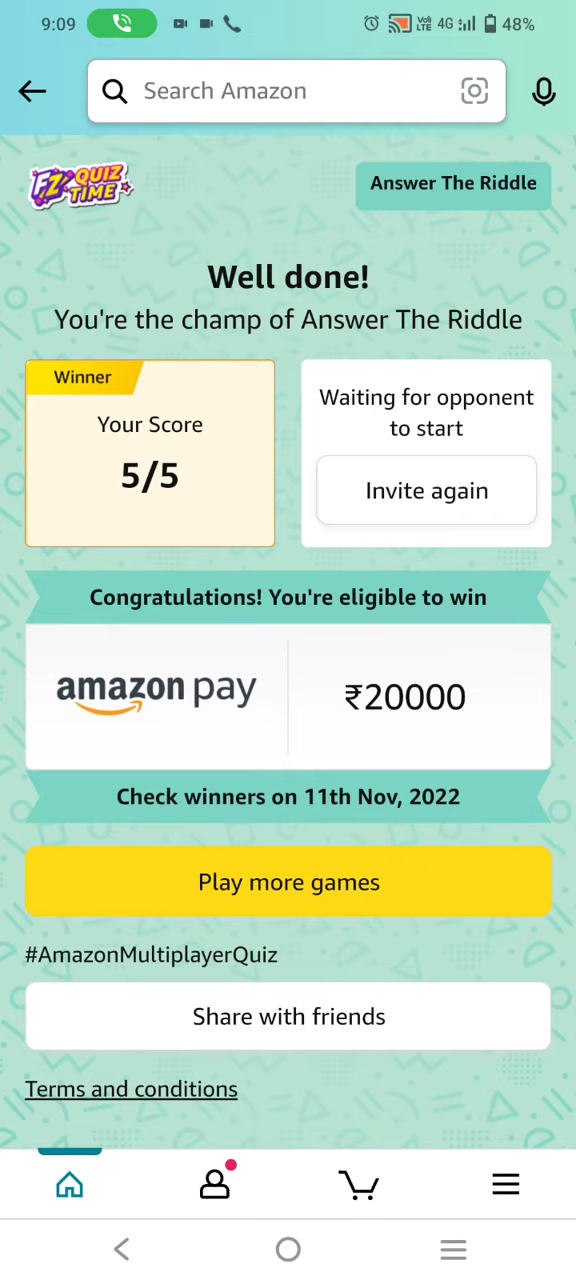 9:09
Vo) LTE 4G 48%
Search Amazon
FZ QUIZ TIME
Answer The Riddle
Well done!
You're the champ of Answer The Riddle
Winner
Your Score
5/5
Waiting for opponent
to start
Invite again
Congratulations! You're eligible to win
amazon pay
₹20000
Check winners on 11th Nov, 2022
Play more games
#AmazonMultiplayerQuiz
Share with friends
Terms and conditions